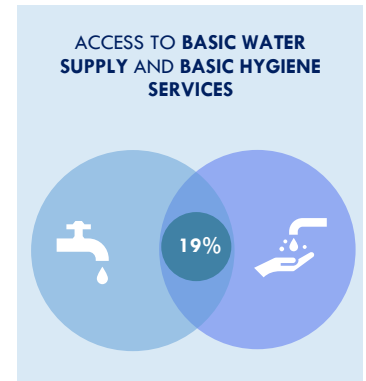 ACCESS TO BASIC WATER
SUPPLY AND BASIC HYGIENE
SERVICES
19%